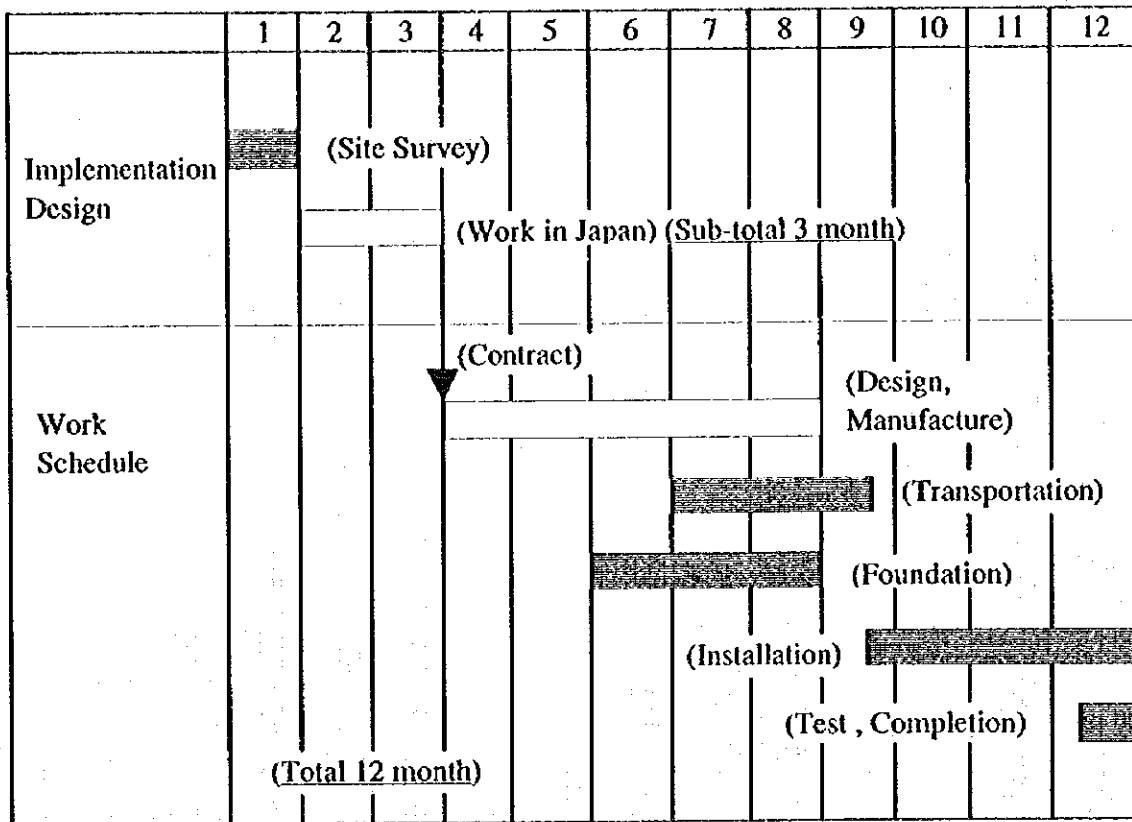 1 2 3 4 5 6 7 8 9 10 11 12
Implementation
Design
(Site Survey)
(Work in Japan) (Sub-total 3 month)
Work
Schedule
(Contract)
(Design,
Manufacture)
(Transportation)
(Foundation)
(Installation)
(Test , Completion)
(Total 12 month)